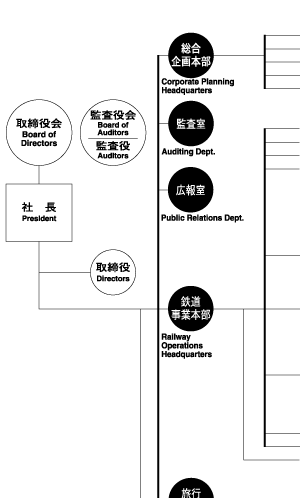 総合
企画本部
Corporate Planning
Headquarters
取締役会
Board of
Directors
監査役会
Board of
Auditors
監査役
Auditors
監査室
Auditing Dept.
社 長
President
広報室
Public Relations Dept.
取締役
Directors
鉄道
事業本部
Railway
Operations
Headquarters
旅行